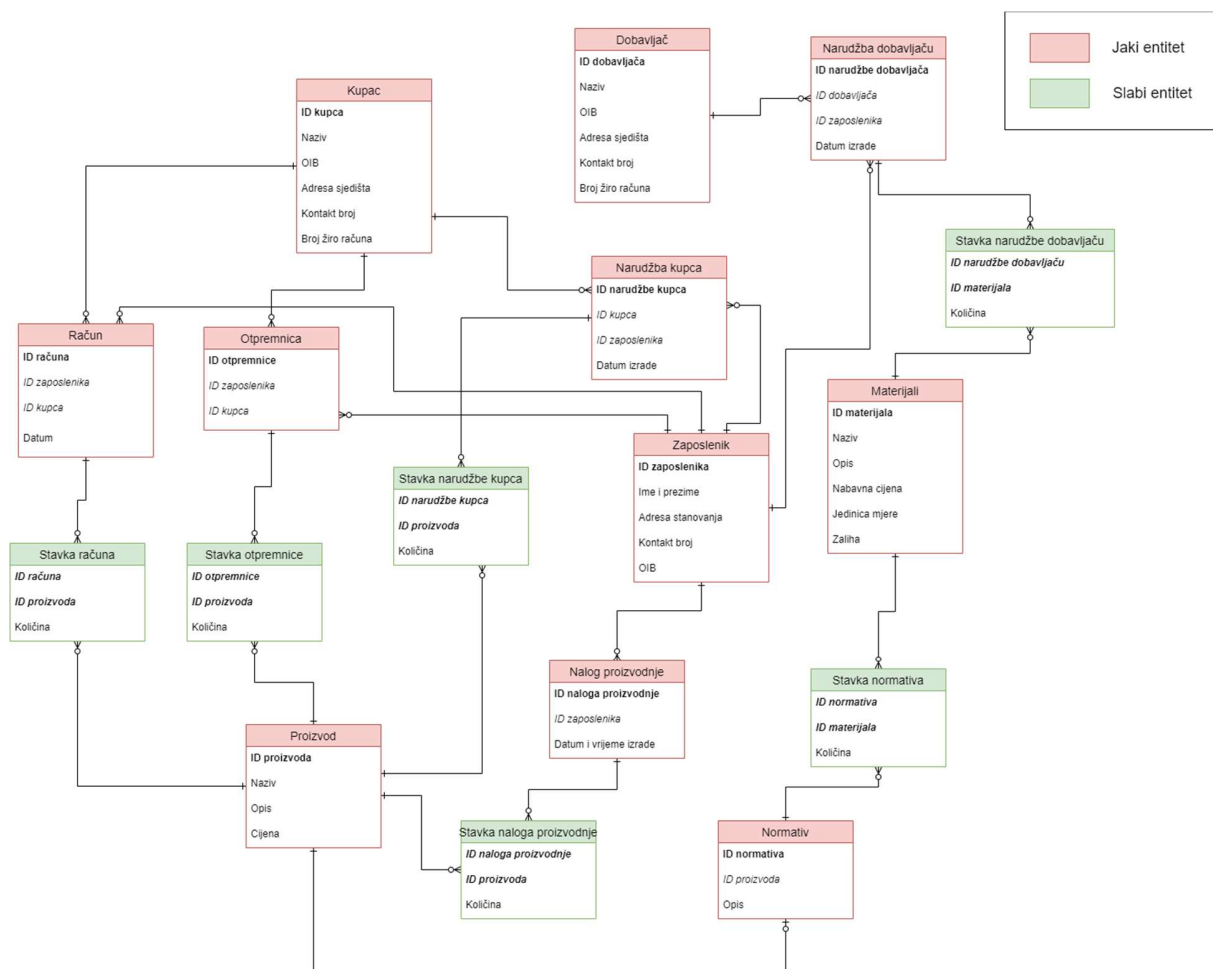 Jaki entitet
Slabi entitet
Dobavljač
ID dobavljača
Naziv
OIB
Adresa sjedišta
Kontakt broj
Broj žiro računa
Narudžba dobavljaču
ID narudžbe dobavljača
ID dobavljača
ID zaposlenika
Datum izrade
Kupac
ID kupca
Naziv
OIB
Adresa sjedišta
Kontakt broj
Broj žiro računa
Stavka narudžbe dobavljaču
ID narudžbe dobavljaču
ID materijala
Količina
Narudžba kupca
ID narudžbe kupca
ID kupca
ID zaposlenika
Datum izrade
Račun
ID računa
ID zaposlenika
ID kupca
Datum
Otpremnica
ID otpremnice
ID zaposlenika
ID kupca
Materijali
ID materijala
Naziv
Opis
Nabavna cijena
Jedinica mjere
Zaliha
Zaposlenik
ID zaposlenika
Ime i prezime
Adresa stanovanja
Kontakt broj
OIB
Stavka narudžbe kupca
ID narudžbe kupca
ID proizvoda
Količina
Stavka računa
ID računa
ID proizvoda
Količina
Stavka otpremnice
ID otpremnice
ID proizvoda
Količina
Nalog proizvodnje
ID naloga proizvodnje
ID zaposlenika
Datum i vrijeme izrade
Stavka normativa
ID normativa
ID materijala
Količina
Proizvod
ID proizvoda
Naziv
Opis
Cijena
Stavka naloga proizvodnje
ID naloga proizvodnje
ID proizvoda
Količina
Normativ
ID normativa
ID proizvoda
Opis